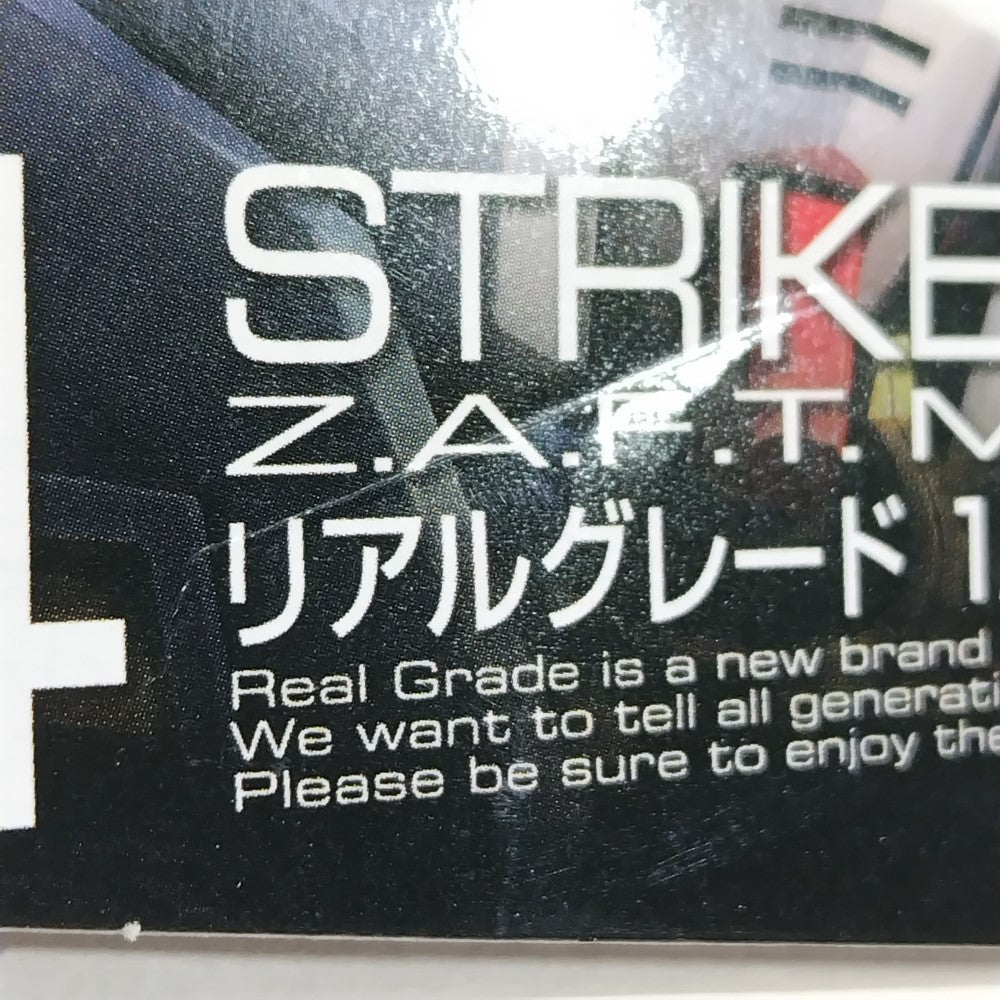 4
STRIKE
Z.A.F.T. M
リアルグレード 1
Real Grade is a new brand
We want to tell all generati
Please be sure to enjoy the